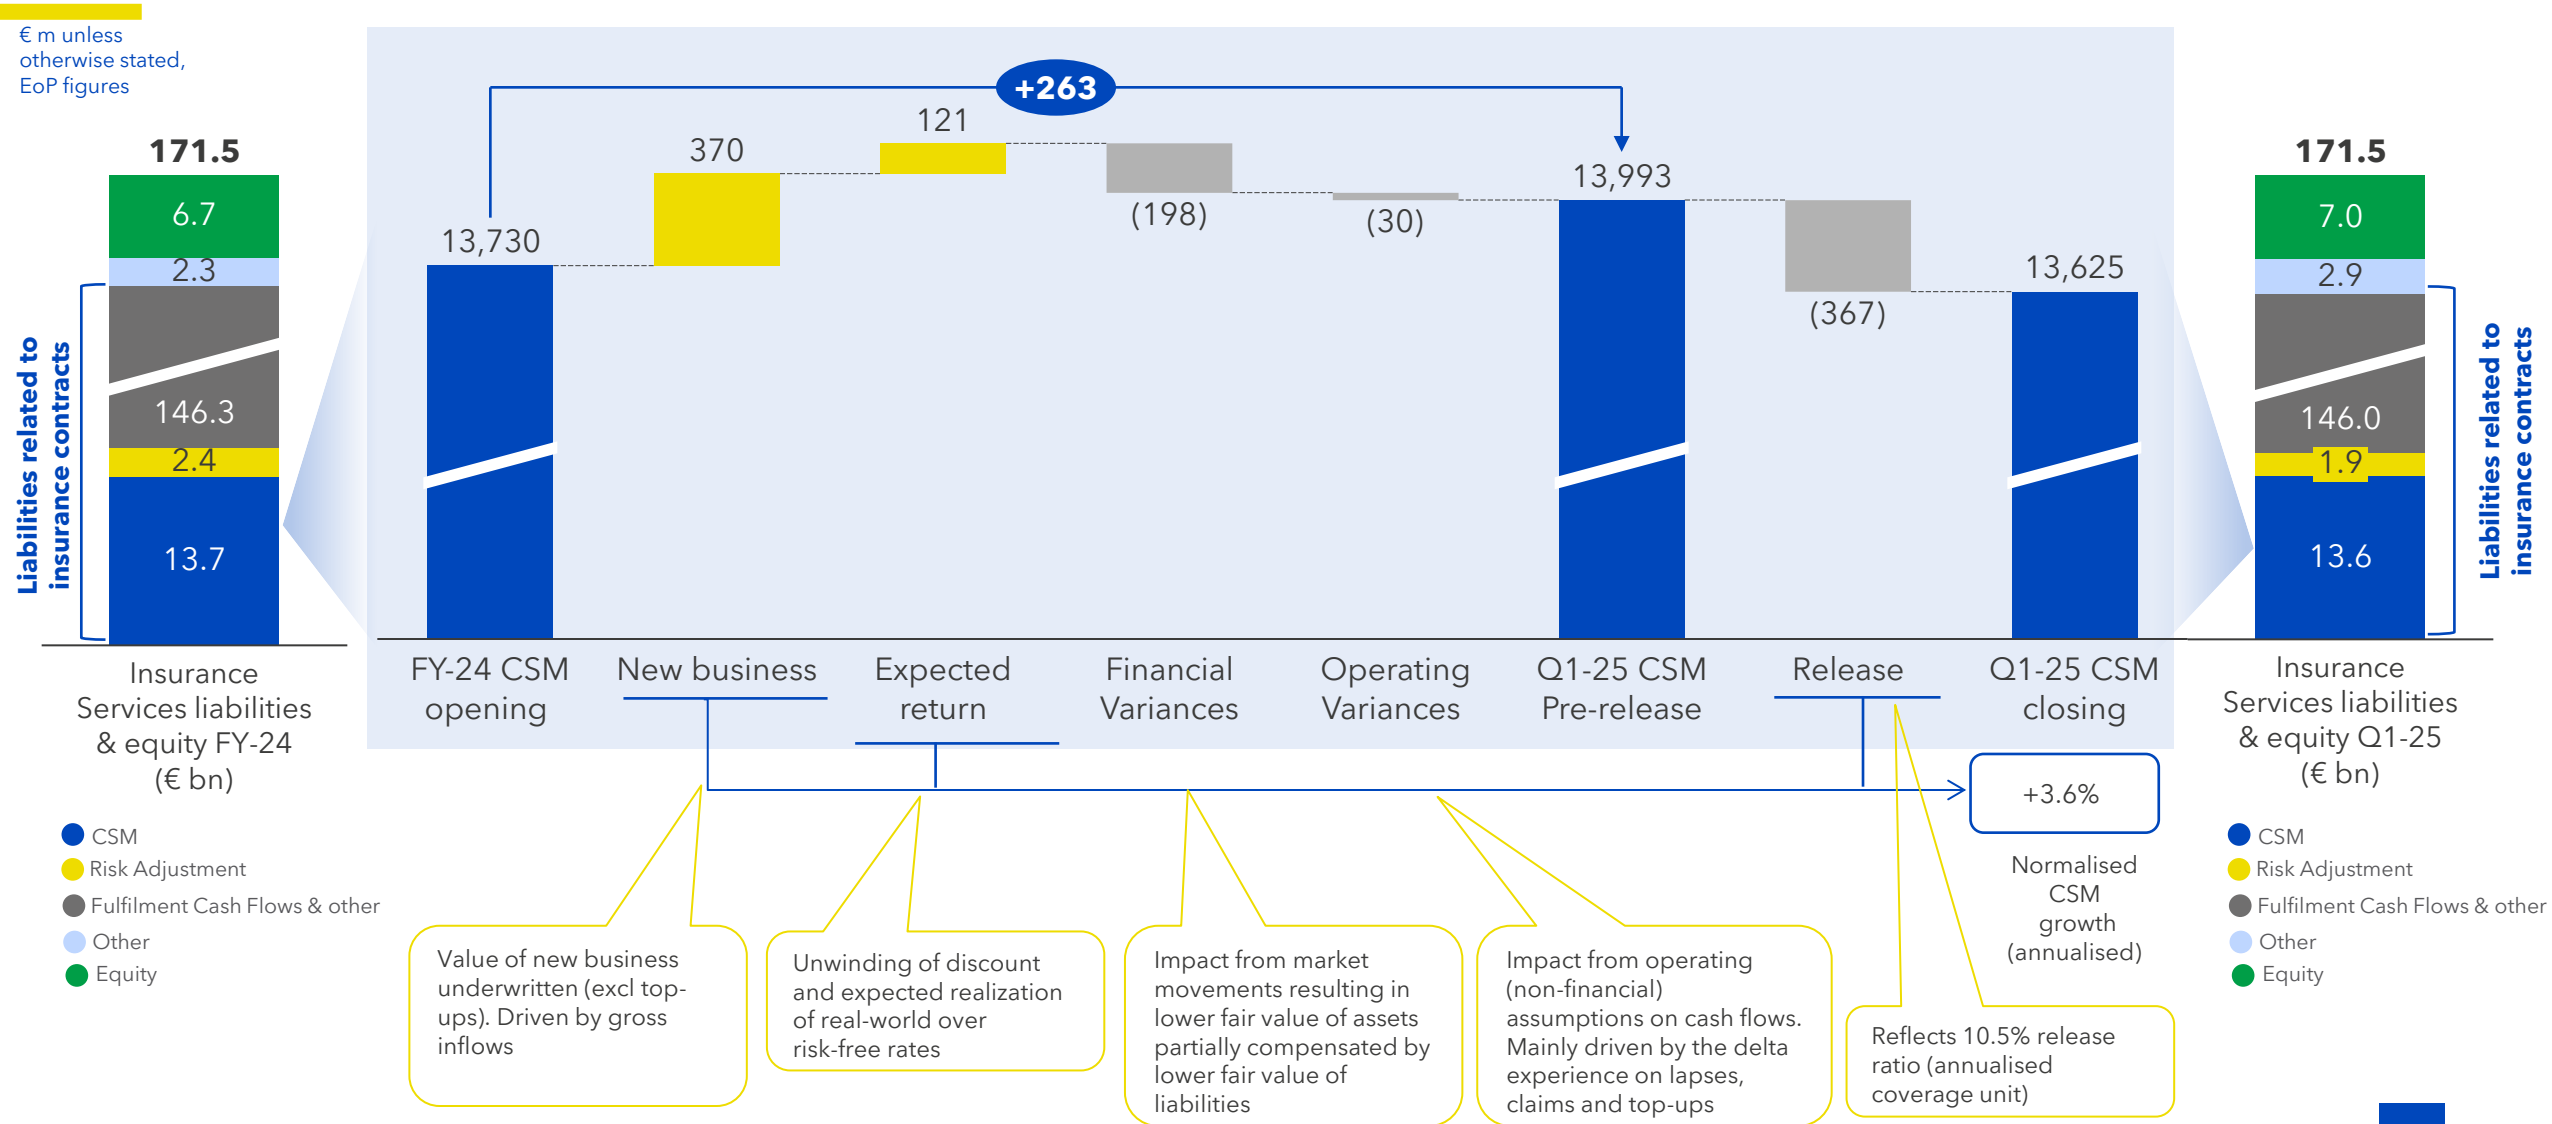 € m unless
otherwise stated,
EoP figures
171.5
6.7
2.3
146.3
2.4
13.7
Liabilities related to
insurance contracts
Insurance
Services liabilities
& equity FY-24
(€ bn)
CSM
Risk Adjustment
Fulfilment Cash Flows & other
Other
Equity
+263
13,730
370
121
(198)
(30)
13,993
(367)
13,625
FY-24 CSM
opening
New business
Expected
return
Financial
Variances
Operating
Variances
Q1-25 CSM
Pre-release
Release
Q1-25 CSM
closing
+3.6%
Normalised
CSM
growth
(annualised)
Value of new business
underwritten (excl top-
ups). Driven by gross
inflows
Unwinding of discount
and expected realization
of real-world over
risk-free rates
Impact from market
movements resulting in
lower fair value of assets
partially compensated by
lower fair value of
liabilities
Impact from operating
(non-financial)
assumptions on cash flows.
Mainly driven by the delta
experience on lapses,
claims and top-ups
Reflects 10.5% release
ratio (annualised
coverage unit)
171.5
7.0
2.9
146.0
1.9
13.6
Liabilities related to
insurance contracts
Insurance
Services liabilities
& equity Q1-25
(€ bn)
CSM
Risk Adjustment
Fulfilment Cash Flows & other
Other
Equity